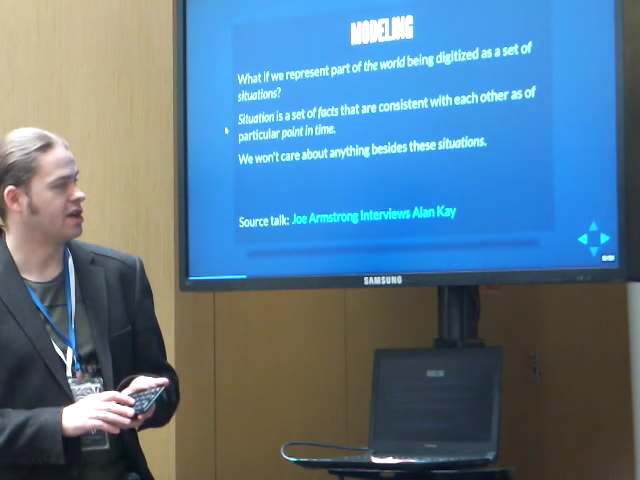 MODELING
What if we represent part of the world being digitized as a set of
situations?
Situation is a set of facts that are consistent with each other as of
particular point in time.
We won't care about anything besides these situations.
Source talk: Joe Armstrong Interviews Alan Kay
SAMSUNG